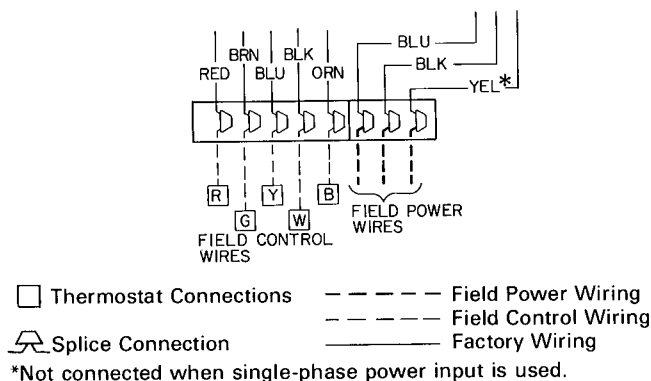 BLU
BRN BLK BLK
RED BLU ORN YEL*
R Y B
G W
FIELD POWER
WIRES
FIELD CONTROL
WIRES
Thermostat Connections
Field Power Wiring
Field Control Wiring
Splice Connection
Factory Wiring
*Not connected when single-phase power input is used.